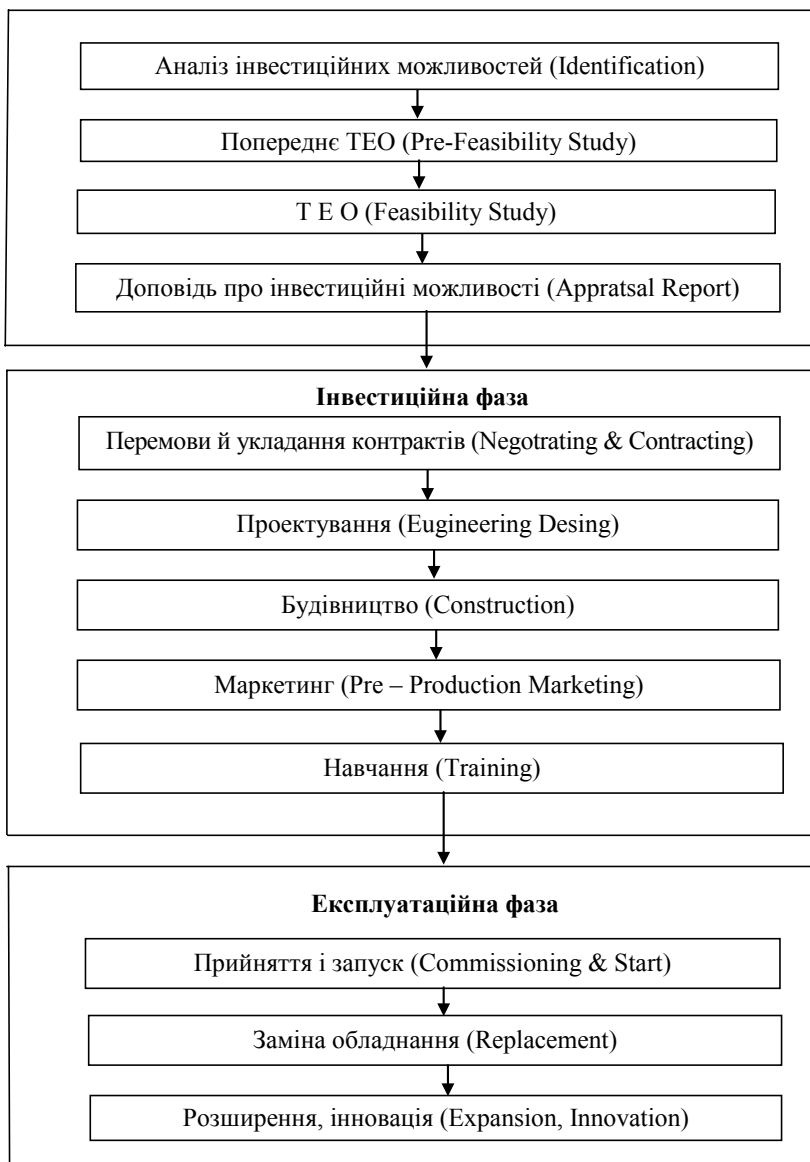 Аналіз інвестиційних можливостей (Identification)
Попереднє ТЕО (Pre-Feasibility Study)
Т Е О (Feasibility Study)
Доповідь про інвестиційні можливості (Appratsal Report)
Інвестиційна фаза
Перемови й укладання контрактів (Negotrating & Contracting)
Проектування (Eugineering Desing)
Будівництво (Construction)
Маркетинг (Pre – Production Marketing)
Навчання (Training)
Експлуатаційна фаза
Прийняття і запуск (Commissioning & Start)
Заміна обладнання (Replacement)
Розширення, інновація (Expansion, Innovation)